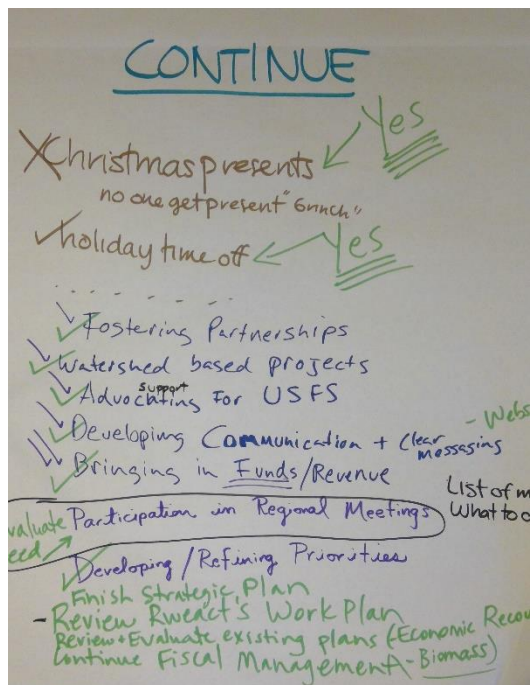 CONTINUE
Yes
Christmas presents
no one get present "Grinch"
holiday time off
Yes
Fostering Partnerships
Watershed based projects
support
Advocating For USFS
Developing Communication + Clear messaging
- Webs
Bringing in Funds/Revenue
List of m
What to d
Participation in Regional Meetings
valuate
eed
Developing/Refining Priorities
Finish Strategic Plan
- Review Rweact's Work Plan
Review + Evaluate existing plans (Economic Recov
Continue Fiscal Management - Biomass)